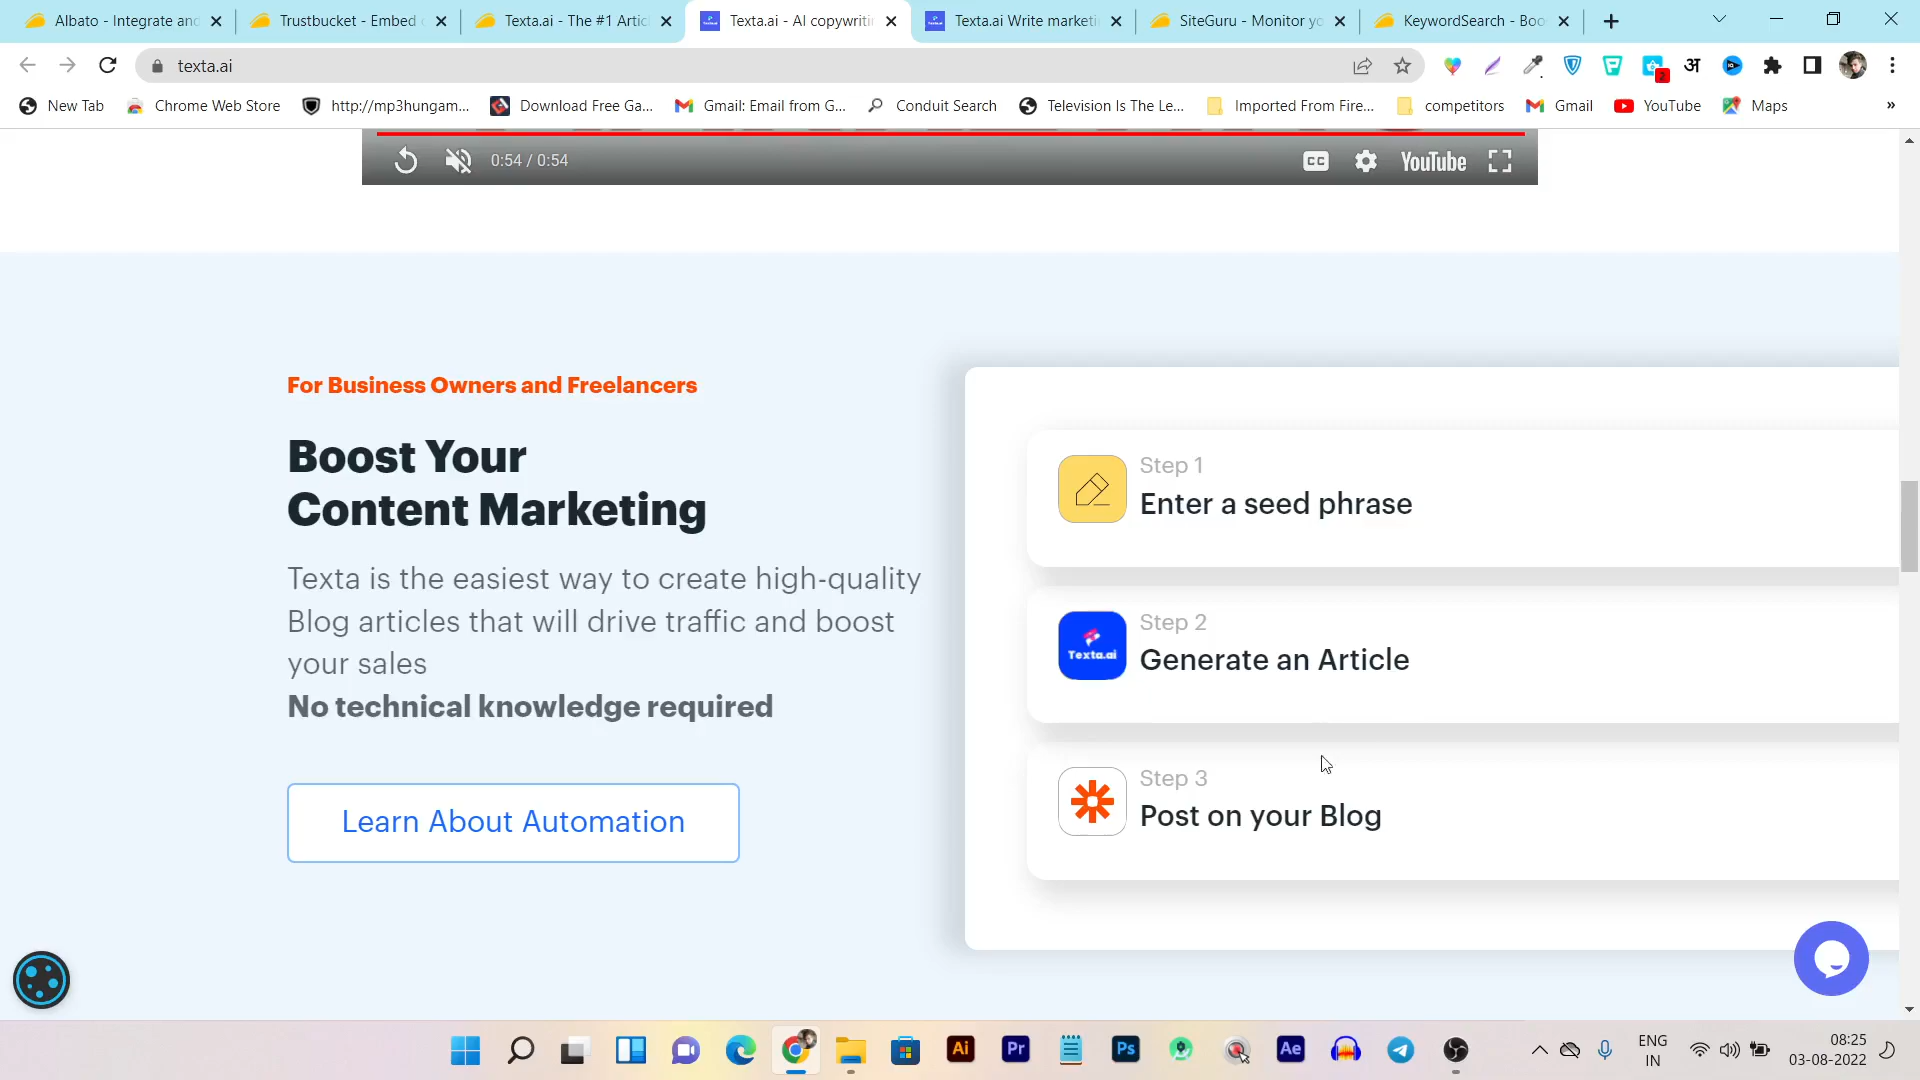 Albato - Integrate and
Trustbucket - Embed
Texta.ai - The #1 Artic
Texta.ai - AI copywriti
Texta.ai Write marketi
SiteGuru - Monitor yo
KeywordSearch - Boo
texta.ai
2
अ
New Tab
Chrome Web Store
http://mp3hungam...
Download Free Ga...
Gmail: Email from G...
Conduit Search
Television Is The Le...
Imported From Fire...
competitors
Gmail
YouTube
Maps
»
0:54 / 0:54
CC
YouTube
For Business Owners and Freelancers
Boost Your
Content Marketing
Texta is the easiest way to create high-quality
Blog articles that will drive traffic and boost
your sales
No technical knowledge required
Learn About Automation
Step 1
Enter a seed phrase
Step 2
Texta.ai
Generate an Article
Step 3
Post on your Blog
Ai
Pr
Ps
Ae
ENG
IN
08:25
03-08-2022